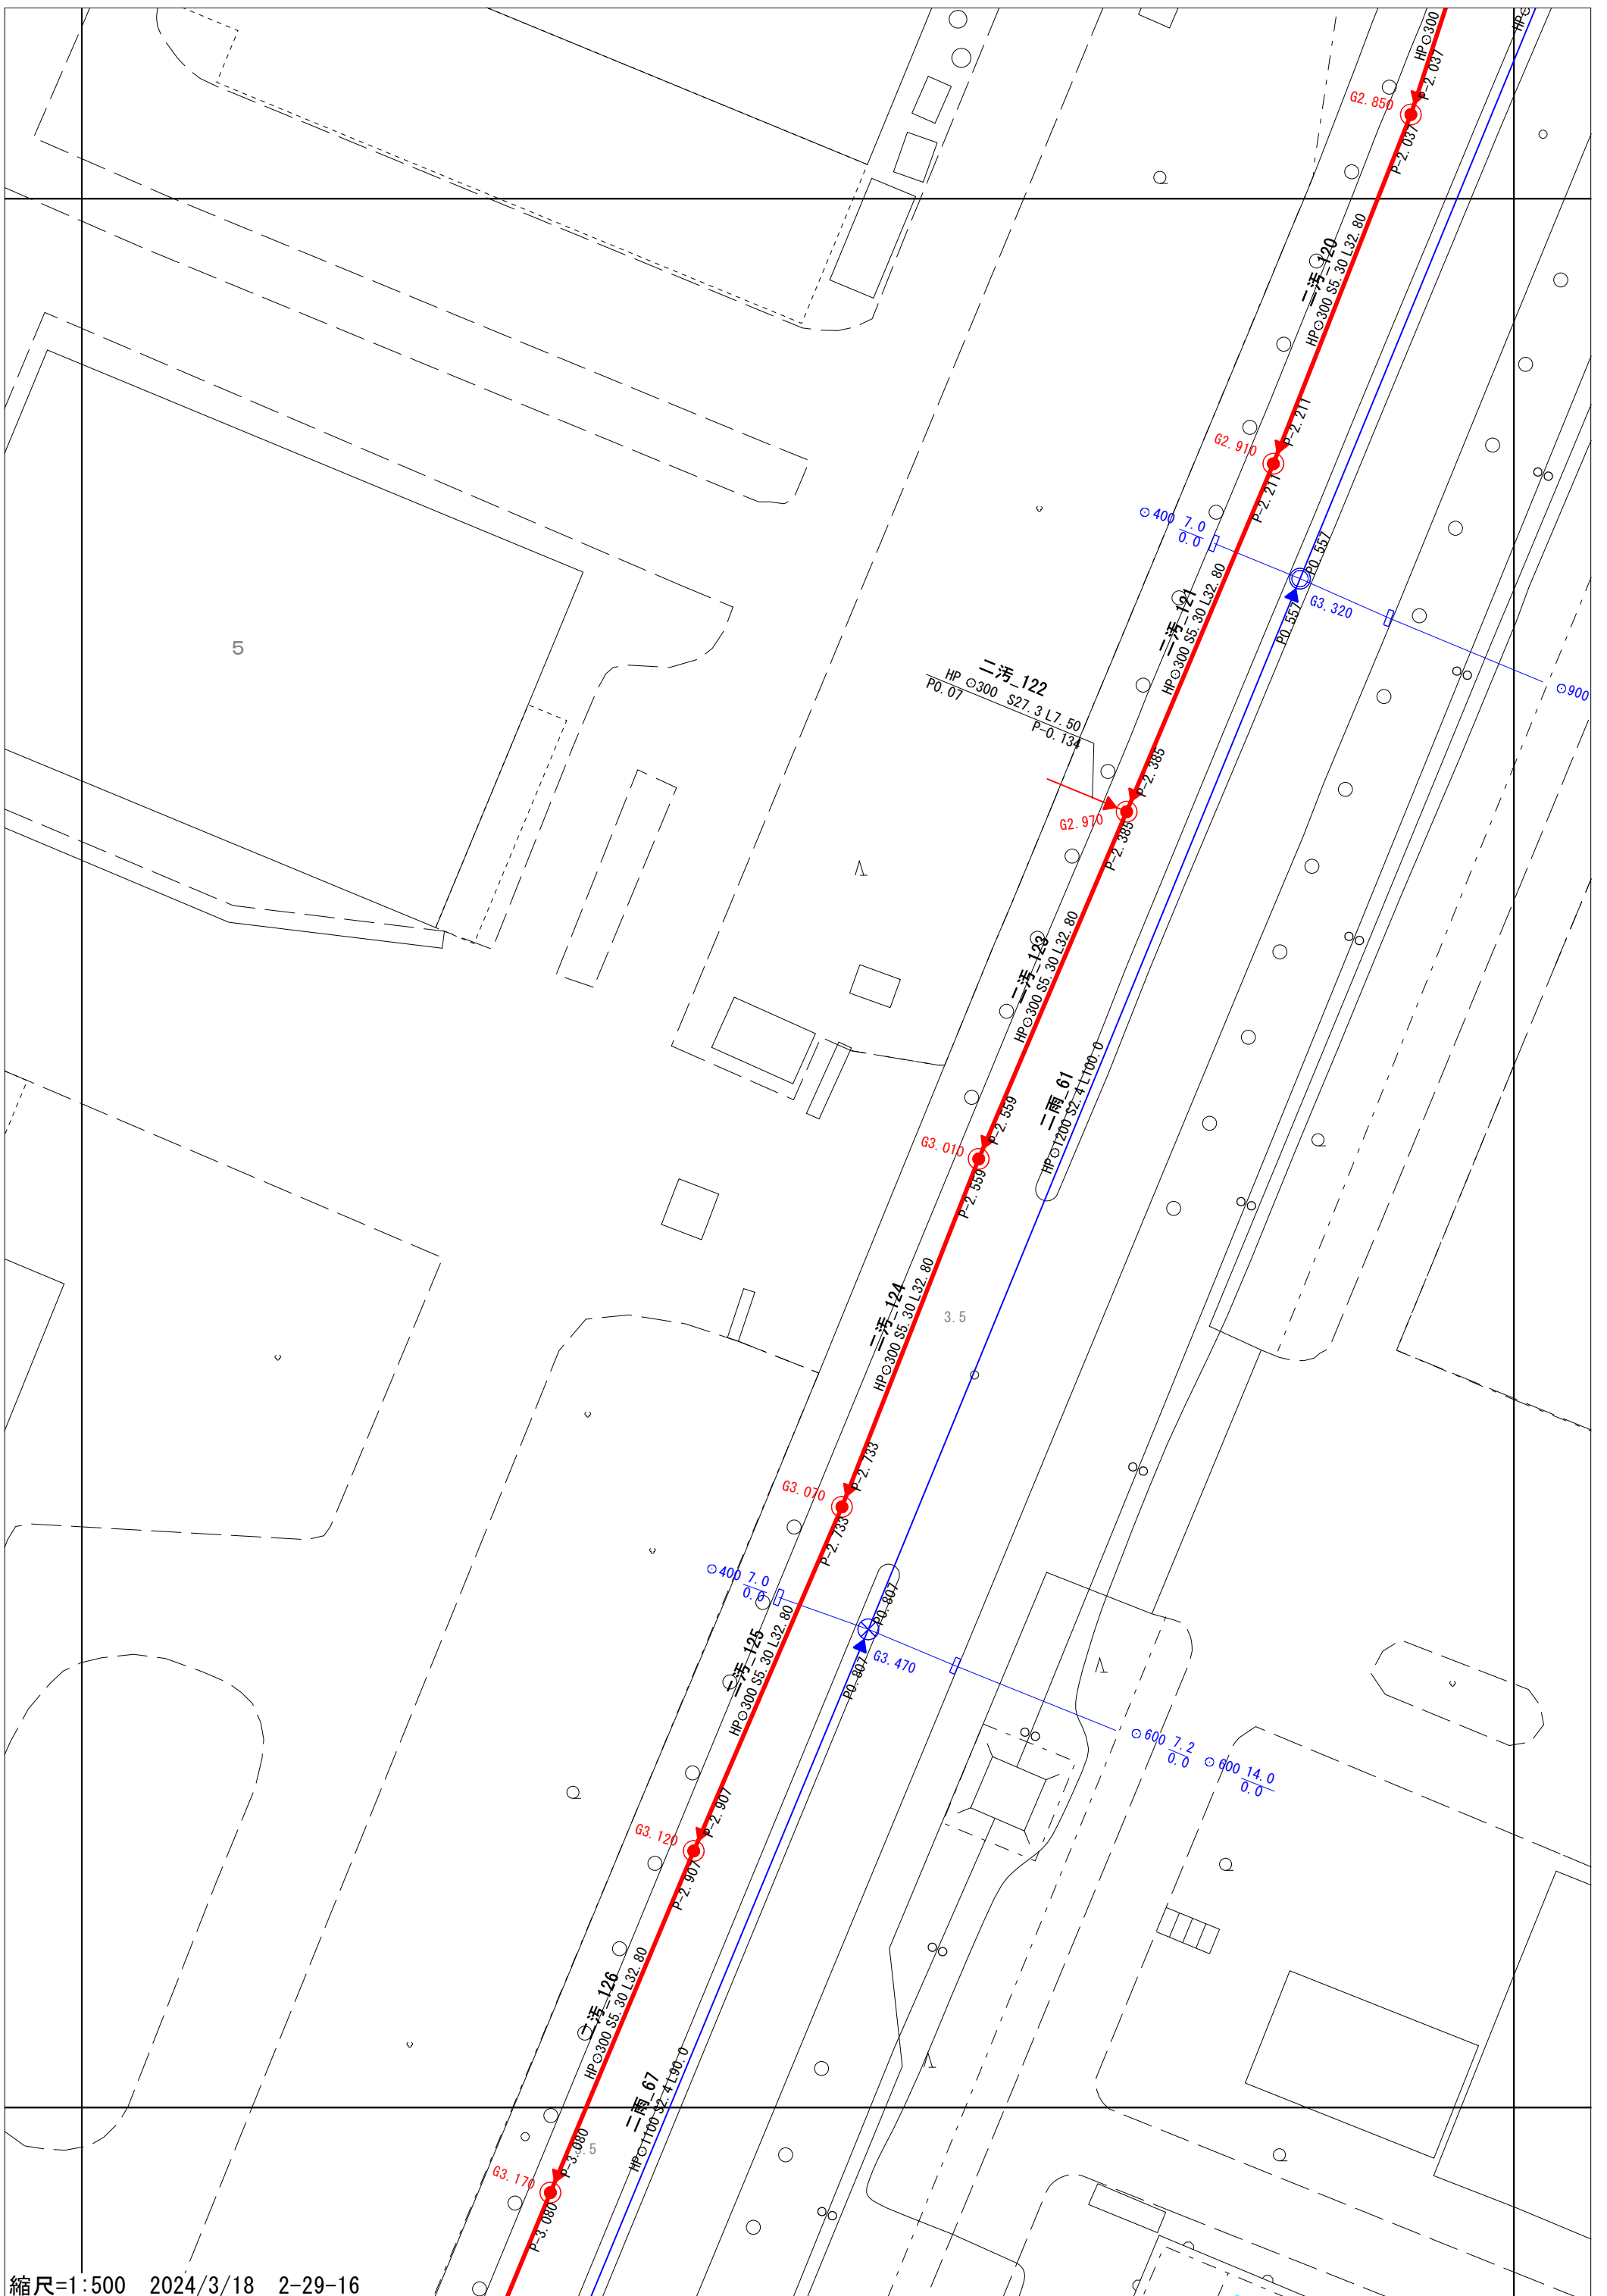 HP⊙300
P-2.037
G2.850
P-2.037
二汚_120
HP⊙300 S5.30 L32.80
P-2.211
G2.910
P-2.211
⊙400 7.0
0.0
P0.557
G3.320
P0.557
⊙900
二汚_121
HP⊙300 S5.30 L32.80
5
二汚_122
HP ⊙300 S27.3 L7.50
P0.07
P-0.134
P-2.385
G2.970
P-2.385
二汚_123
HP⊙300 S5.30 L32.80
二雨_61
HP⊙1200 S2.4 L100.0
P-2.559
G3.010
P-2.559
二汚_124
HP⊙300 S5.30 L32.80
3.5
P-2.733
G3.070
P-2.733
⊙400 7.0
0.0
P0.807
G3.470
P0.807
二汚_125
HP⊙300 S5.30 L32.80
⊙600 7.2
0.0
⊙600 14.0
0.0
P-2.907
G3.120
P-2.907
二汚_126
HP⊙300 S5.30 L32.80
二雨_67
HP⊙1100 S2.4 L90.0
3.5
P-3.080
G3.170
P-3.080
縮尺=1:500 2024/3/18 2-29-16